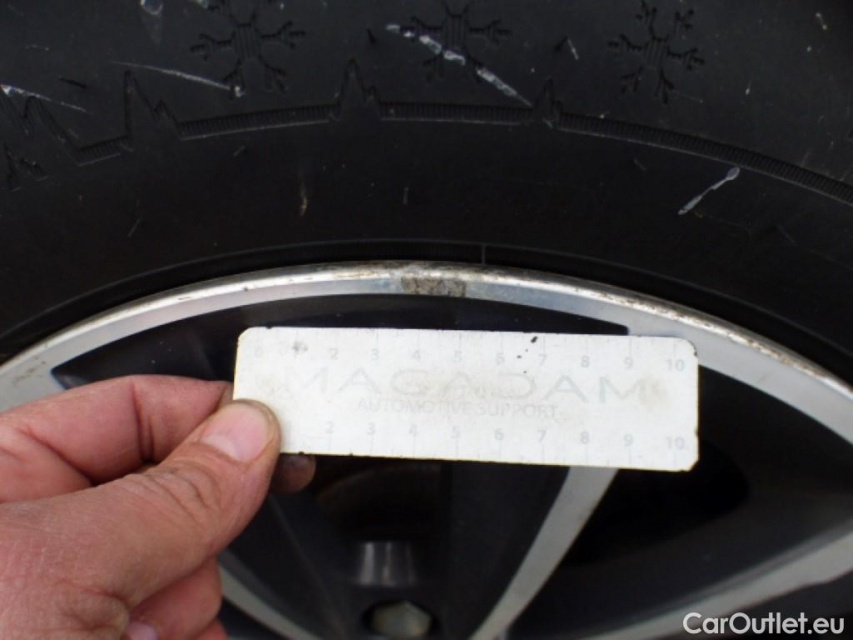 0 2 3 4 5 6 7 8 9 10
MACADAM
AUTOMOTIVE SUPPORT
2 3 4 5 6 7 8 9 10
CarOutlet.eu